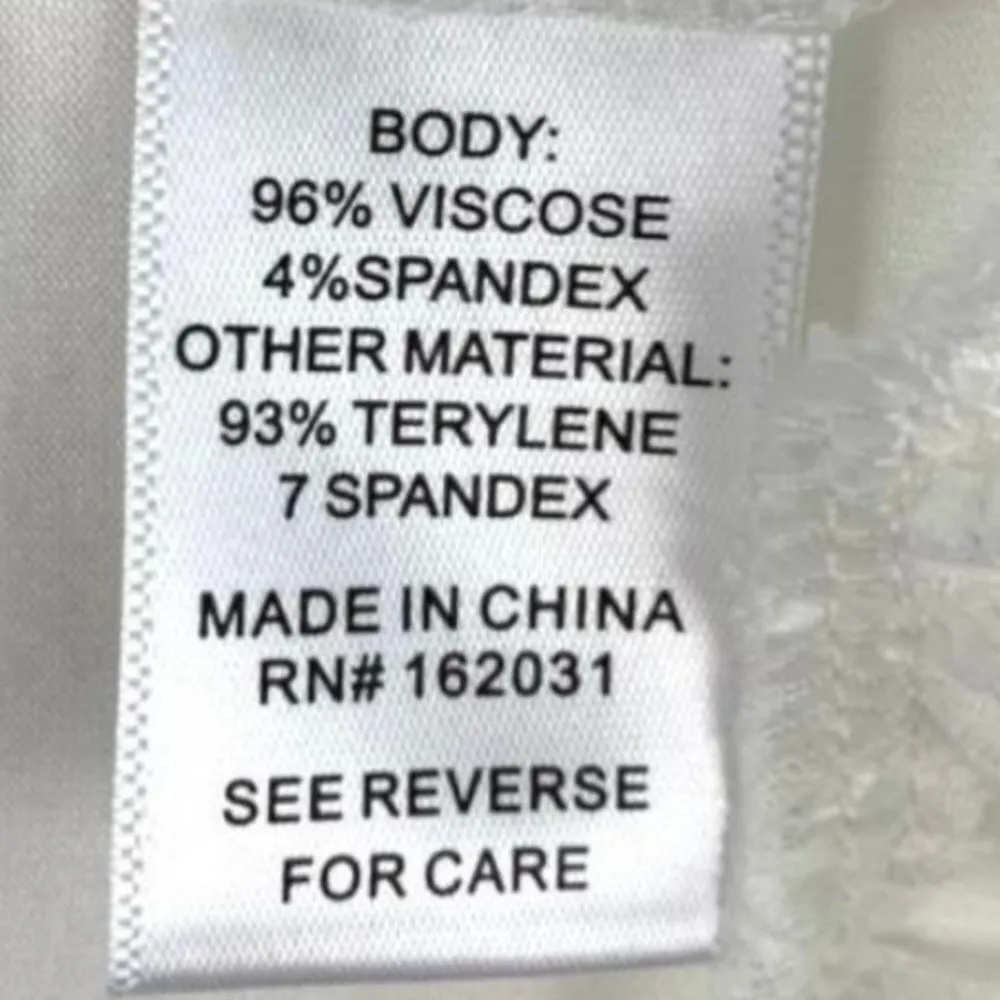 BODY:
96% VISCOSE
4%SPANDEX
OTHER MATERIAL:
93% TERYLENE
7 SPANDEX
MADE IN CHINA
RN# 162031
SEE REVERSE
FOR CARE